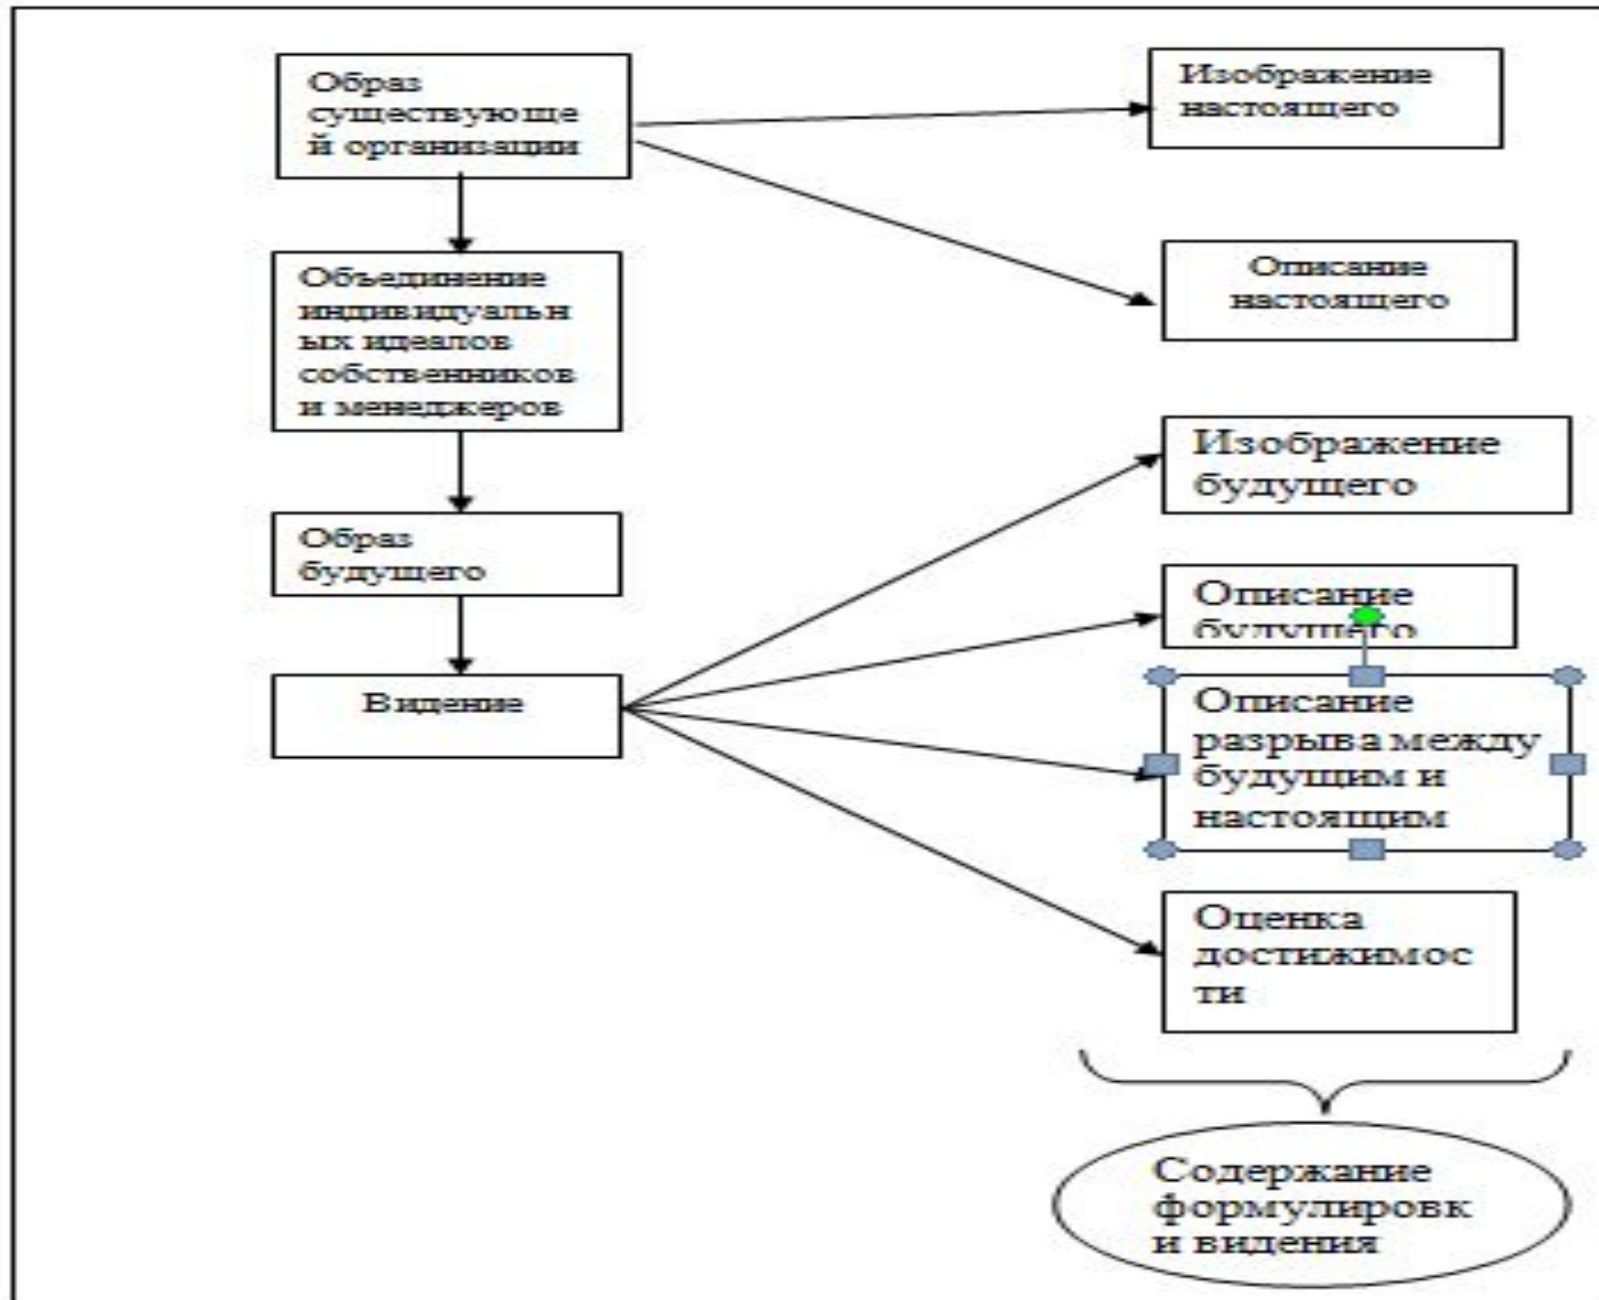 Образ
существующе
й организации
Изображение
настоящего
Объединение
индивидуальн
ых идеалов
собственников
и менеджеров
Описание
настоящего
Образ
будущего
Изображение
будущего
Видение
Описание
будущего
Описание
разрыва между
будущим и
настоящим
Оценка
достижимос
ти
Содержание
формулировк
и видения